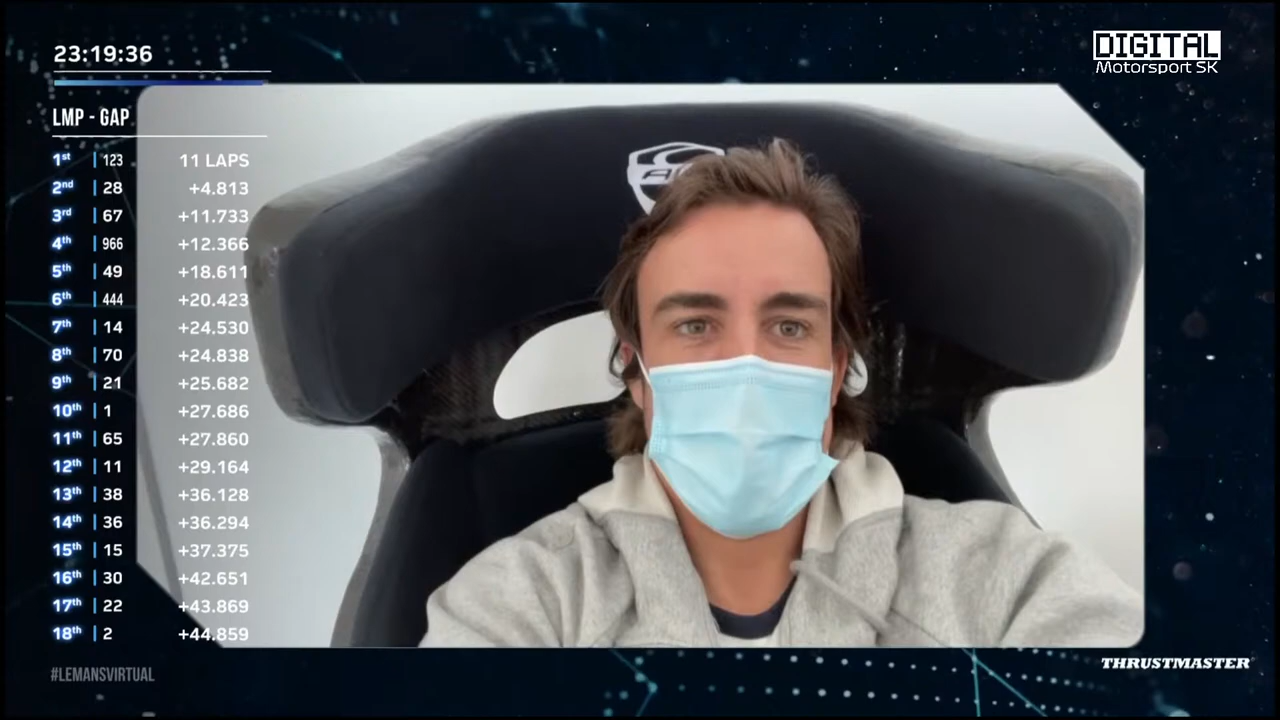 23:19:36
DIGITAL
Motorsport SK
LMP - GAP
1st | 123 11 LAPS
2nd | 28 +4.813
3rd | 67 +11.733
4th | 966 +12.366
5th | 49 +18.611
6th | 444 +20.423
7th | 14 +24.530
8th | 70 +24.838
9th | 21 +25.682
10th | 1 +27.686
11th | 65 +27.860
12th | 11 +29.164
13th | 38 +36.128
14th | 36 +36.294
15th | 15 +37.375
16th | 30 +42.651
17th | 22 +43.869
18th | 2 +44.859
#LEMANSVIRTUAL
THRUSTMASTER